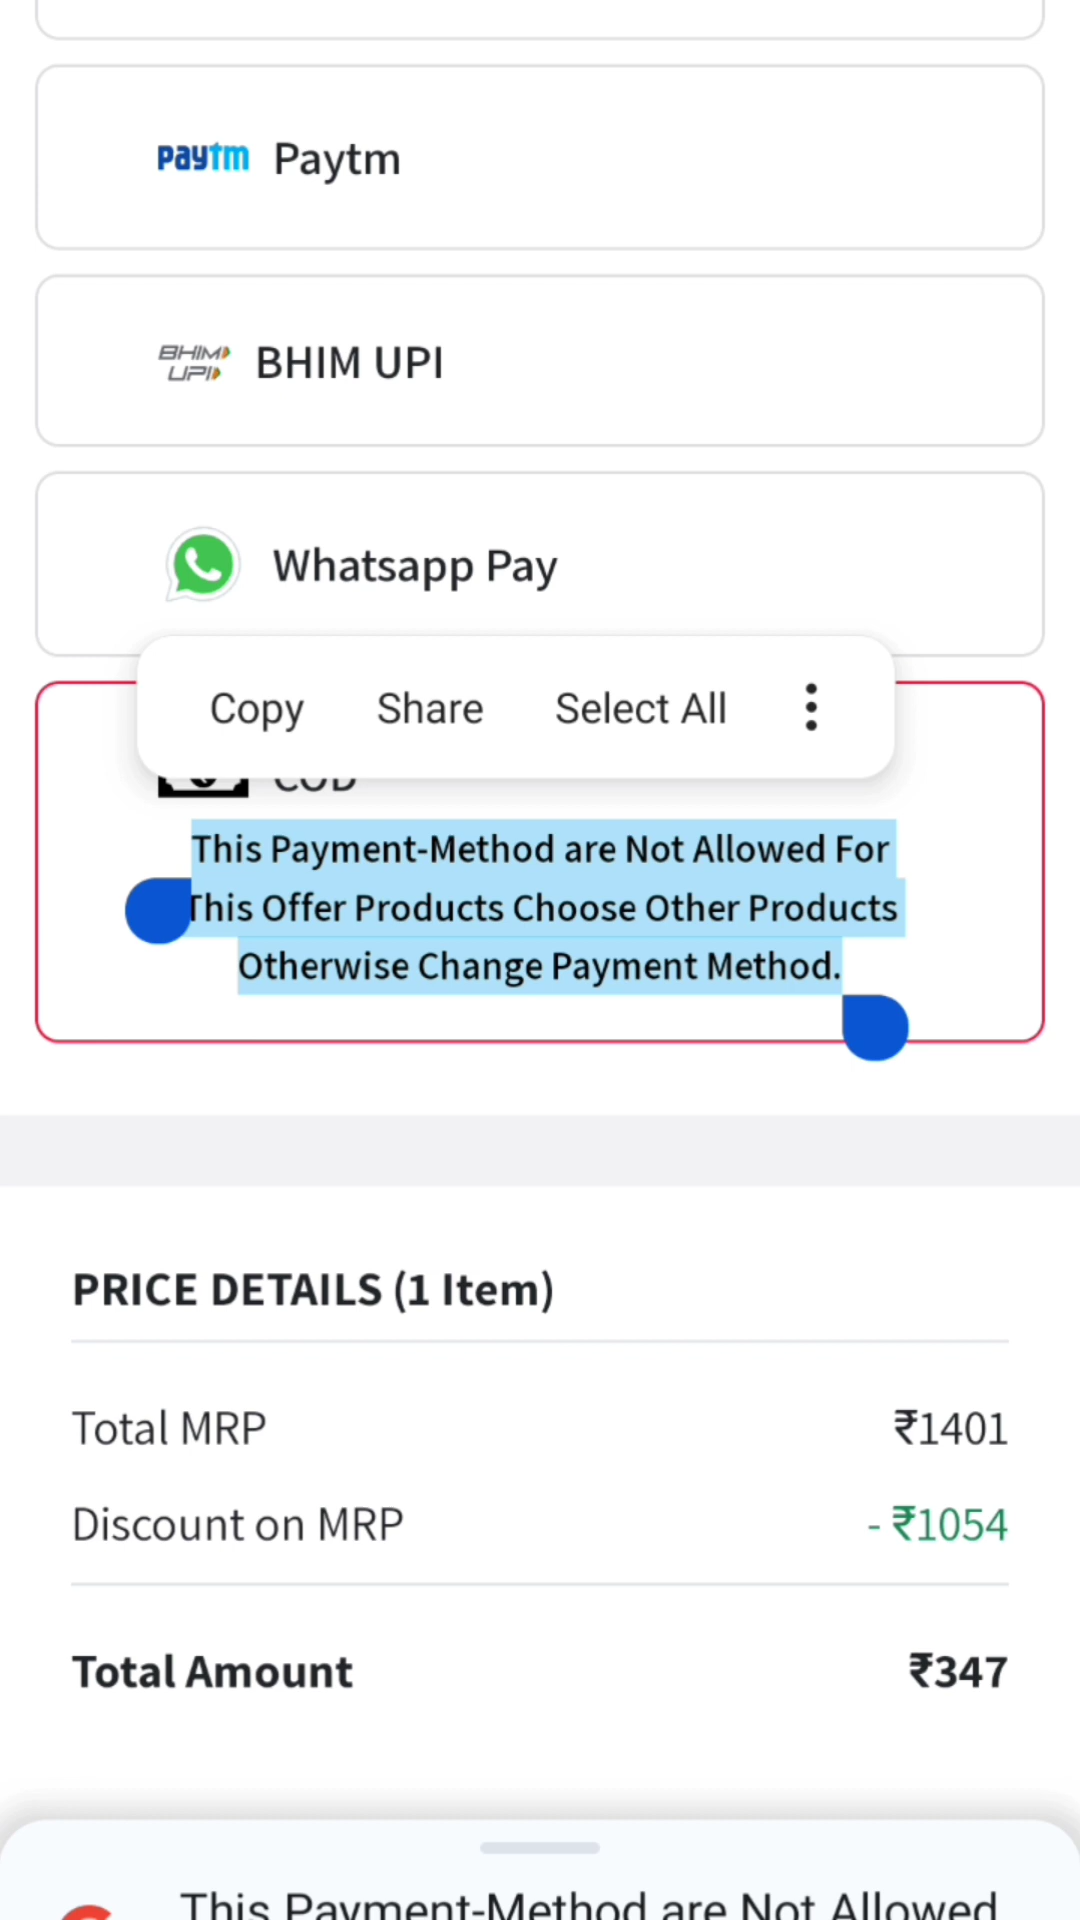 paytm Paytm
BHIM UPI BHIM UPI
Whatsapp Pay
Copy Share Select All
COD
This Payment-Method are Not Allowed For
This Offer Products Choose Other Products
Otherwise Change Payment Method.
PRICE DETAILS (1 Item)
Total MRP ₹1401
Discount on MRP - ₹1054
Total Amount ₹347
This Payment-Method are Not Allowed